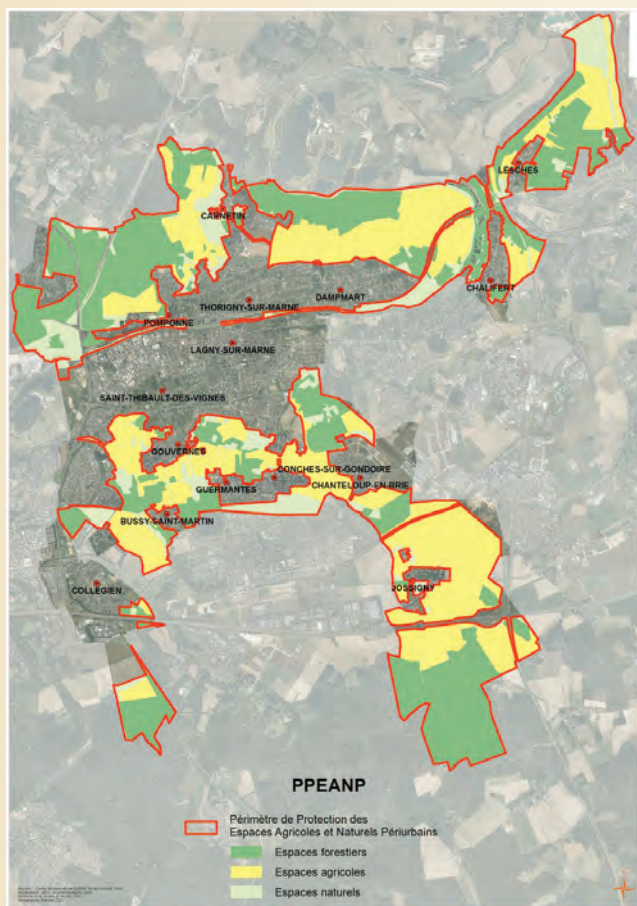 LESCHES
CARNETIN
CHALIFERT
DAMPMART
THORIGNY-SUR-MARNE
POMPONNE
LAGNY-SUR-MARNE
SAINT-THIBAULT-DES-VIGNES
GOUVERNES
CONCHES-SUR-GONDOIRE
GUERMANTES
CHANTELOUP-EN-BRIE
BUSSY-SAINT-MARTIN
COLLEGIEN
JOSSIGNY
PPEANP
Périmètre de Protection des
Espaces Agricoles et Naturels Périurbains
Espaces forestiers
Espaces agricoles
Espaces naturels